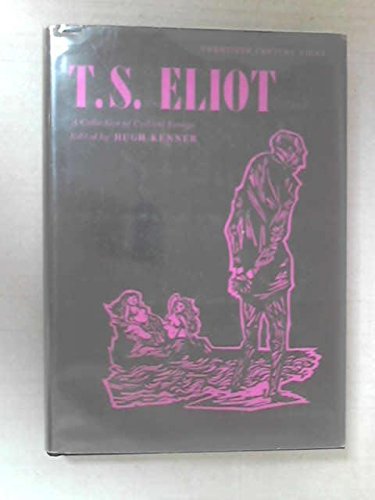 TWENTIETH CENTURY VIEWS
T.S. ELIOT
A Collection of Critical Essays
Edited by HUGH KENNER